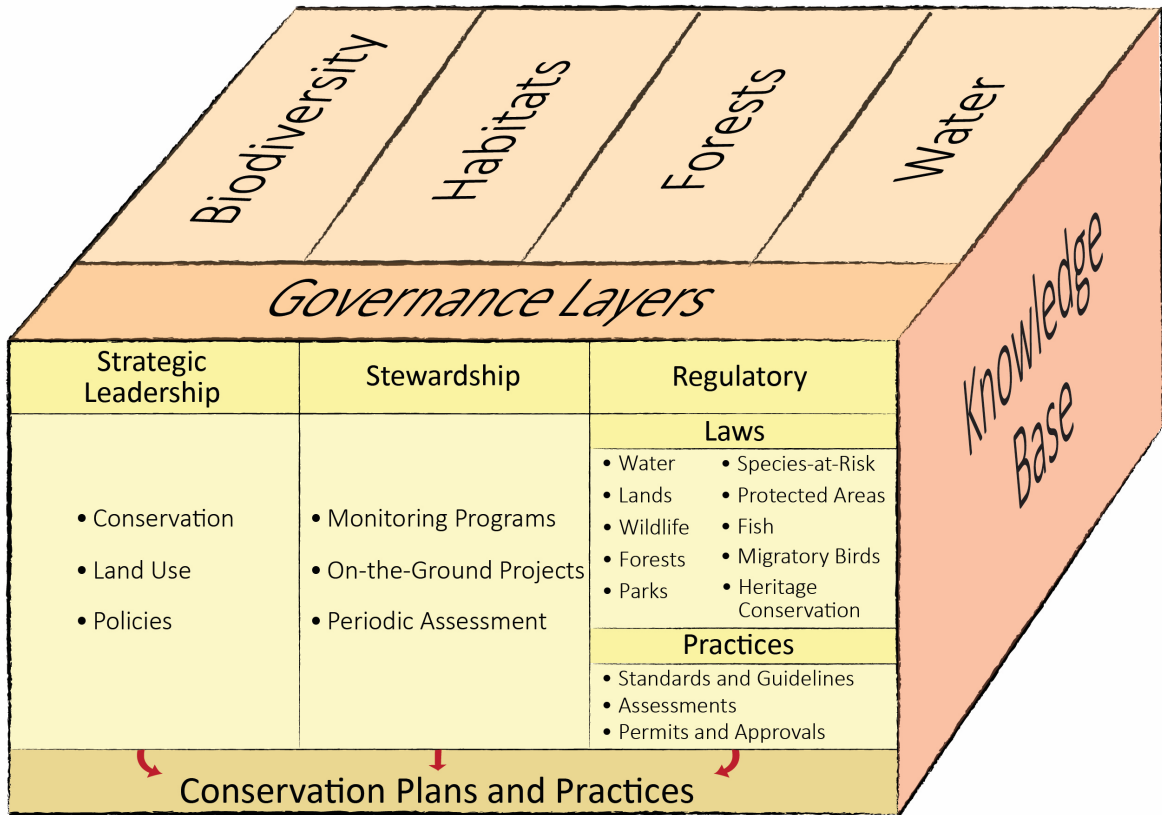 Biodiversity
Habitats
Forests
Water
Governance Layers
Knowledge
Base
Strategic
Leadership
• Conservation
• Land Use
• Policies
Stewardship
• Monitoring Programs
• On-the-Ground Projects
• Periodic Assessment
Regulatory
Laws
• Water
• Lands
• Wildlife
• Forests
• Parks
• Species-at-Risk
• Protected Areas
• Fish
• Migratory Birds
• Heritage
Conservation
Practices
• Standards and Guidelines
• Assessments
• Permits and Approvals
Conservation Plans and Practices